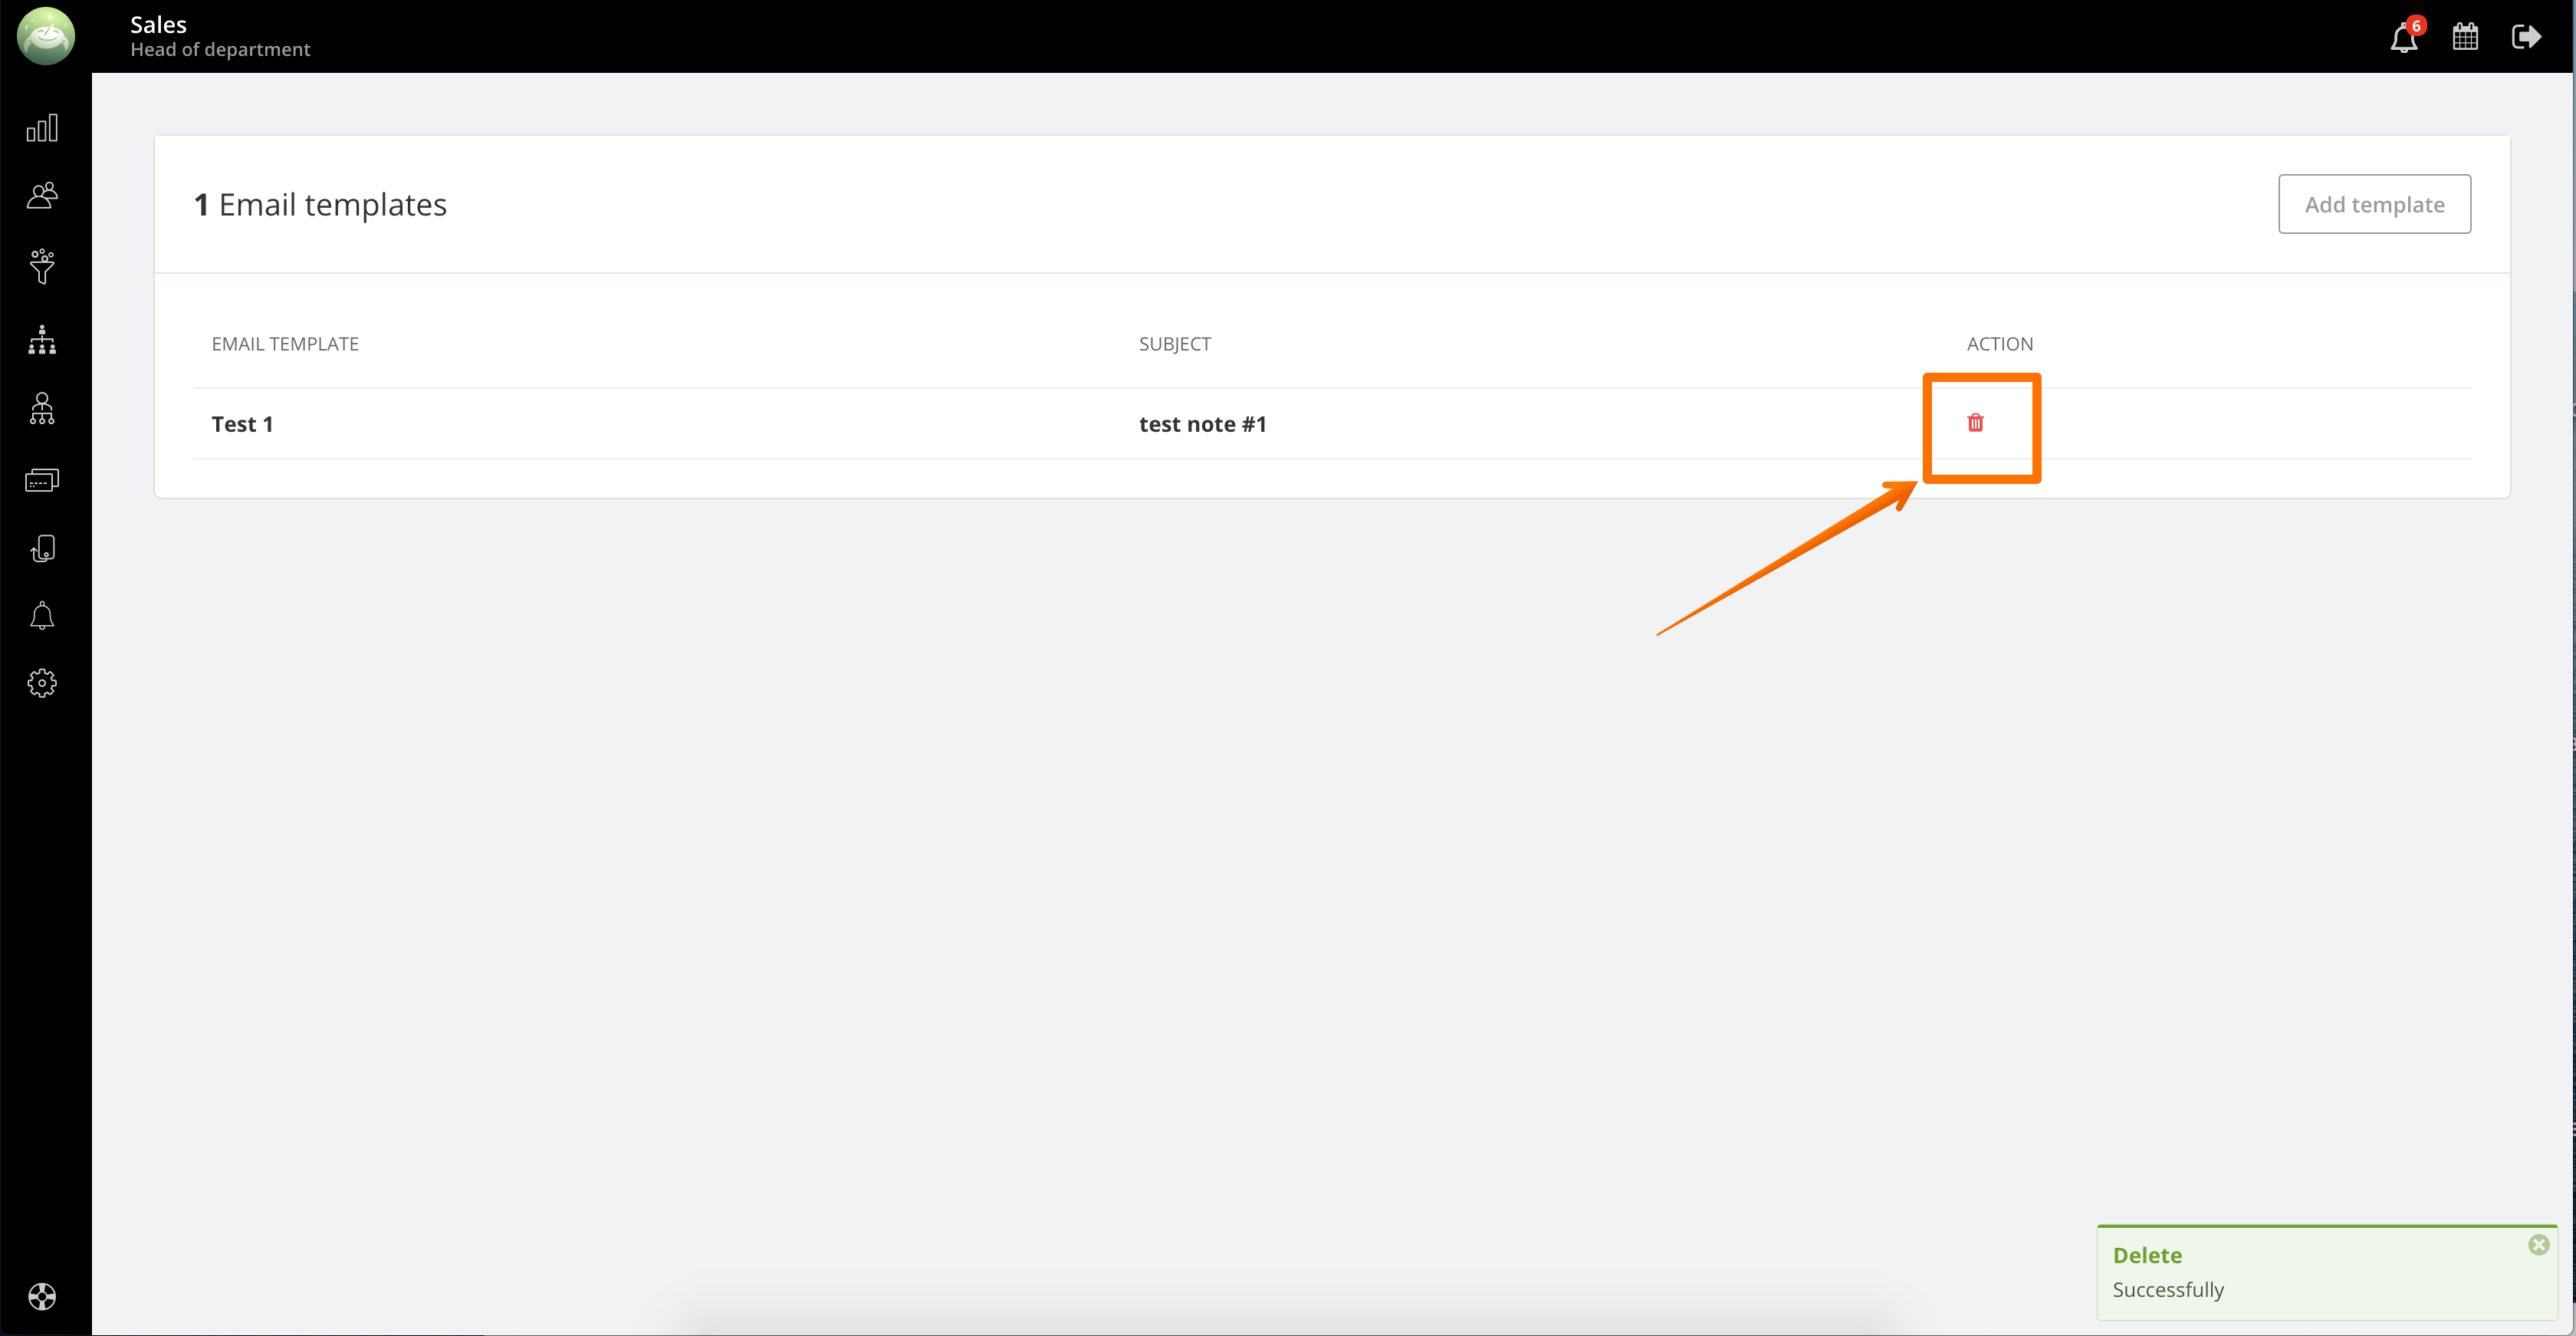 Sales
Head of department
6
1 Email templates
Add template
EMAIL TEMPLATE SUBJECT ACTION
Test 1 test note #1
Delete
Successfully